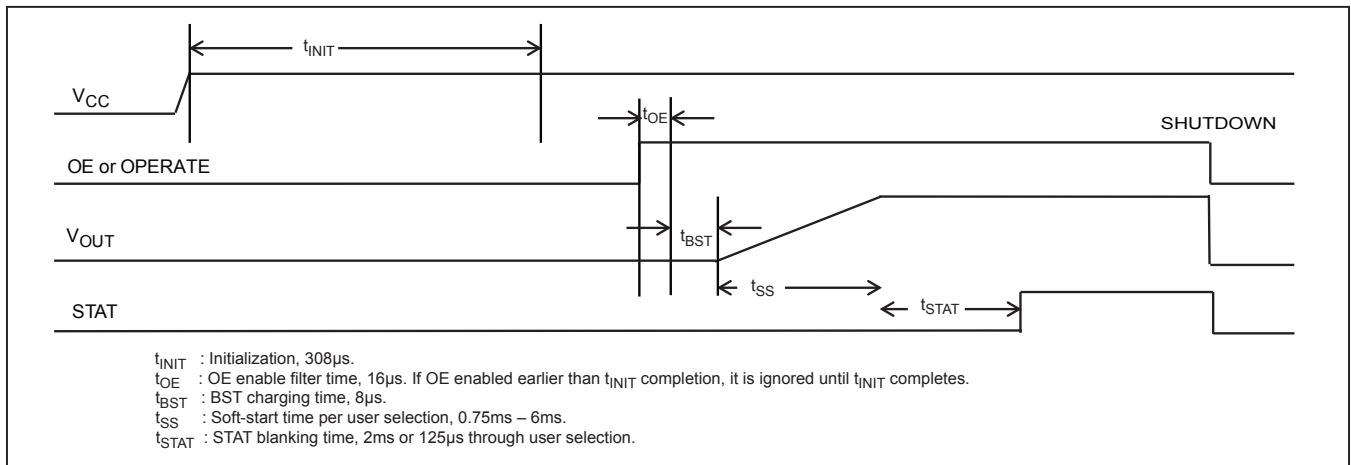 tINIT
VCC
tOE
SHUTDOWN
OE or OPERATE
VOUT
tBST
tSS
STAT
tSTAT
tINIT : Initialization, 308µs.
tOE : OE enable filter time, 16µs. If OE enabled earlier than tINIT completion, it is ignored until tINIT completes.
tBST : BST charging time, 8µs.
tSS : Soft-start time per user selection, 0.75ms – 6ms.
tSTAT : STAT blanking time, 2ms or 125µs through user selection.